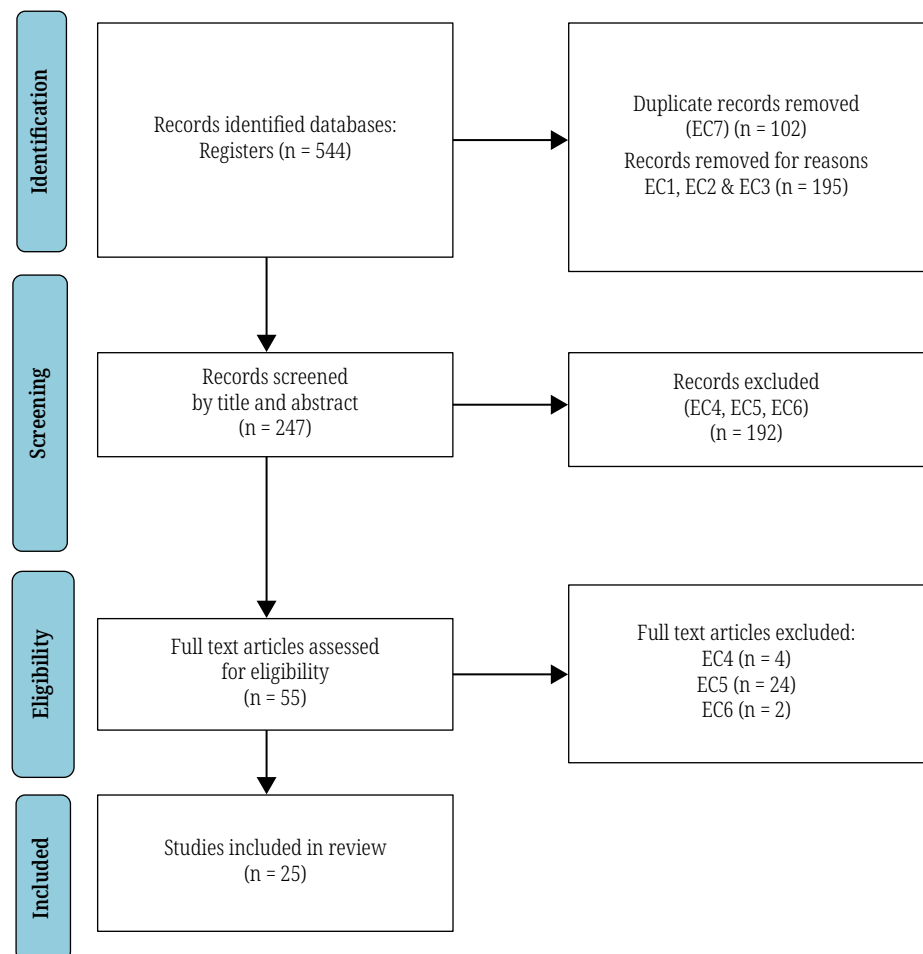 Identification
Records identified databases:
Registers (n = 544)
Duplicate records removed
(EC7) (n = 102)
Records removed for reasons
EC1, EC2 & EC3 (n = 195)
Screening
Records screened
by title and abstract
(n = 247)
Records excluded
(EC4, EC5, EC6)
(n = 192)
Eligibility
Full text articles assessed
for eligibility
(n = 55)
Full text articles excluded:
EC4 (n = 4)
EC5 (n = 24)
EC6 (n = 2)
Included
Studies included in review
(n = 25)